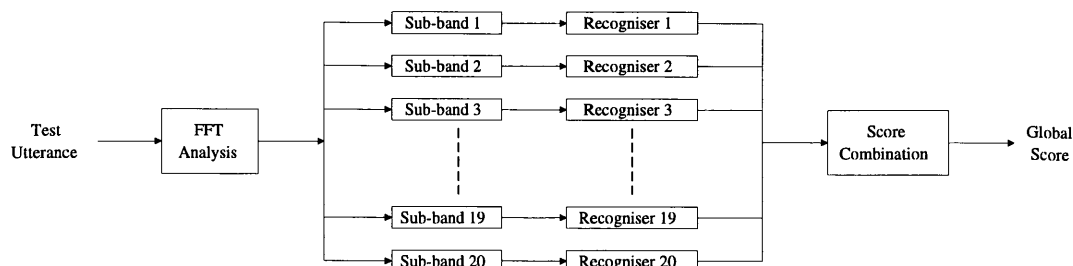 Sub-band 1 Recogniser 1
Sub-band 2 Recogniser 2
Sub-band 3 Recogniser 3
Test Utterance
FFT Analysis
Score Combination
Global Score
Sub-band 19 Recogniser 19
Sub-band 20 Recogniser 20